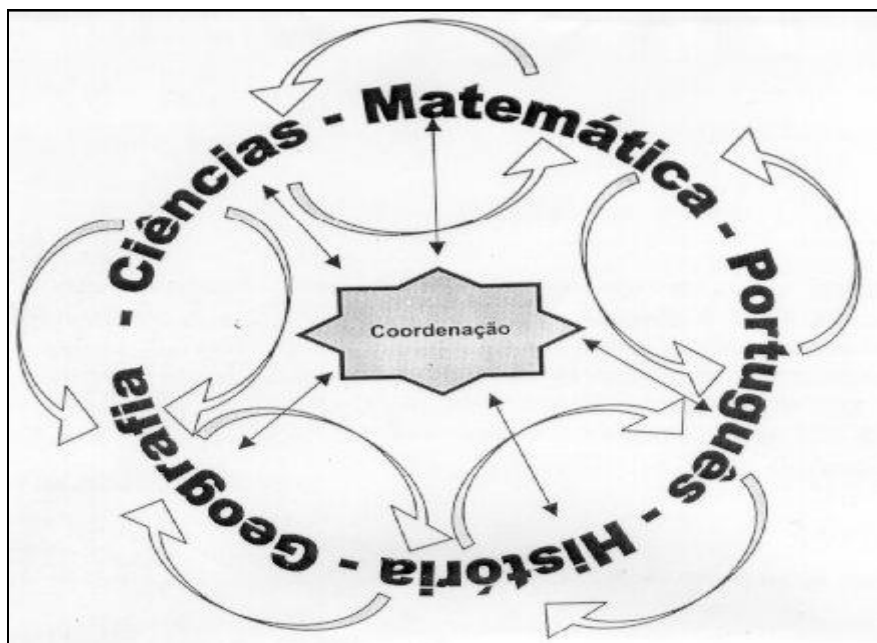 - Ciências - Matemática - Português - História - Geografia
Coordenação